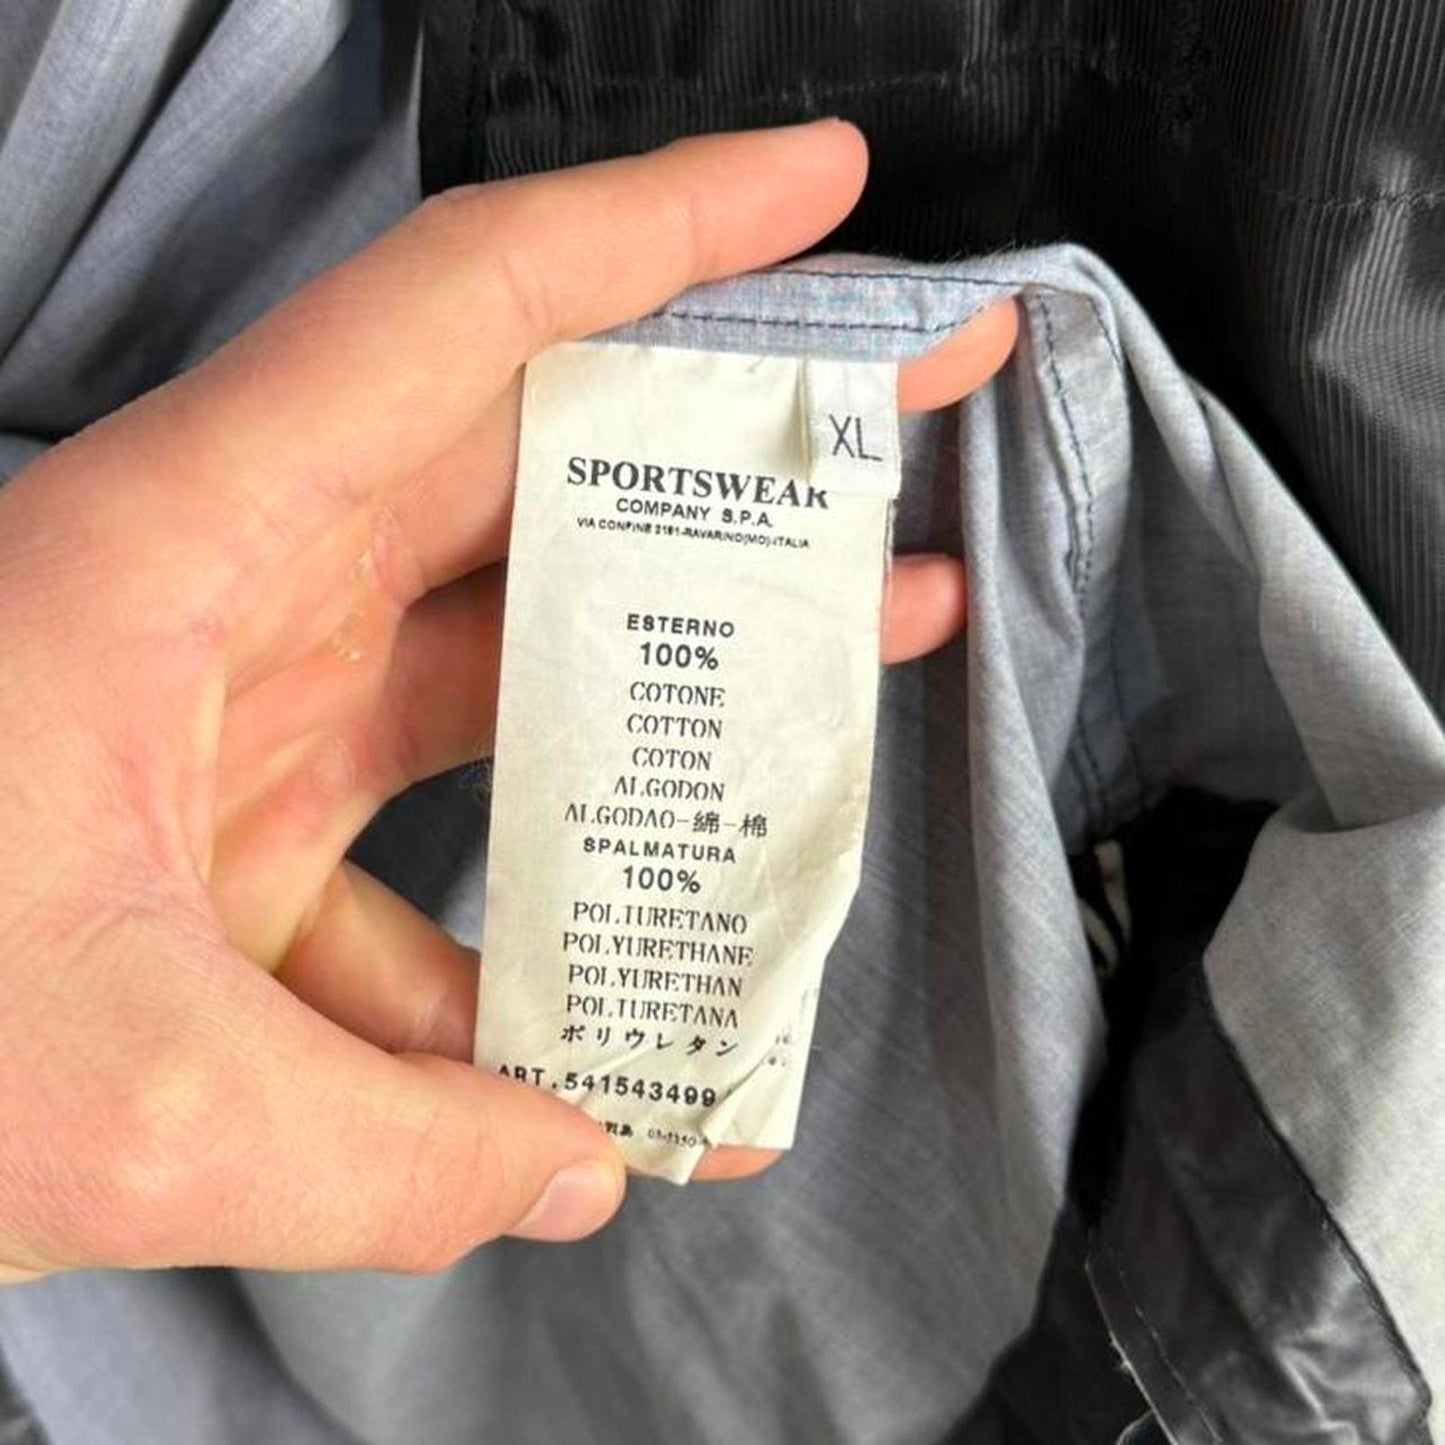 XL
SPORTSWEAR
COMPANY S.P.A.
VIA CONFINE 2161-RAVARINO(MO)-ITALIA
ESTERNO
100%
COTONE
COTTON
COTON
ALGODON
ALGODAO-綿-棉
SPALMATURA
100%
POLIURETANO
POLYURETHANE
POLYURETHAN
POLIURETANA
ポリウレタン
ART.541543499